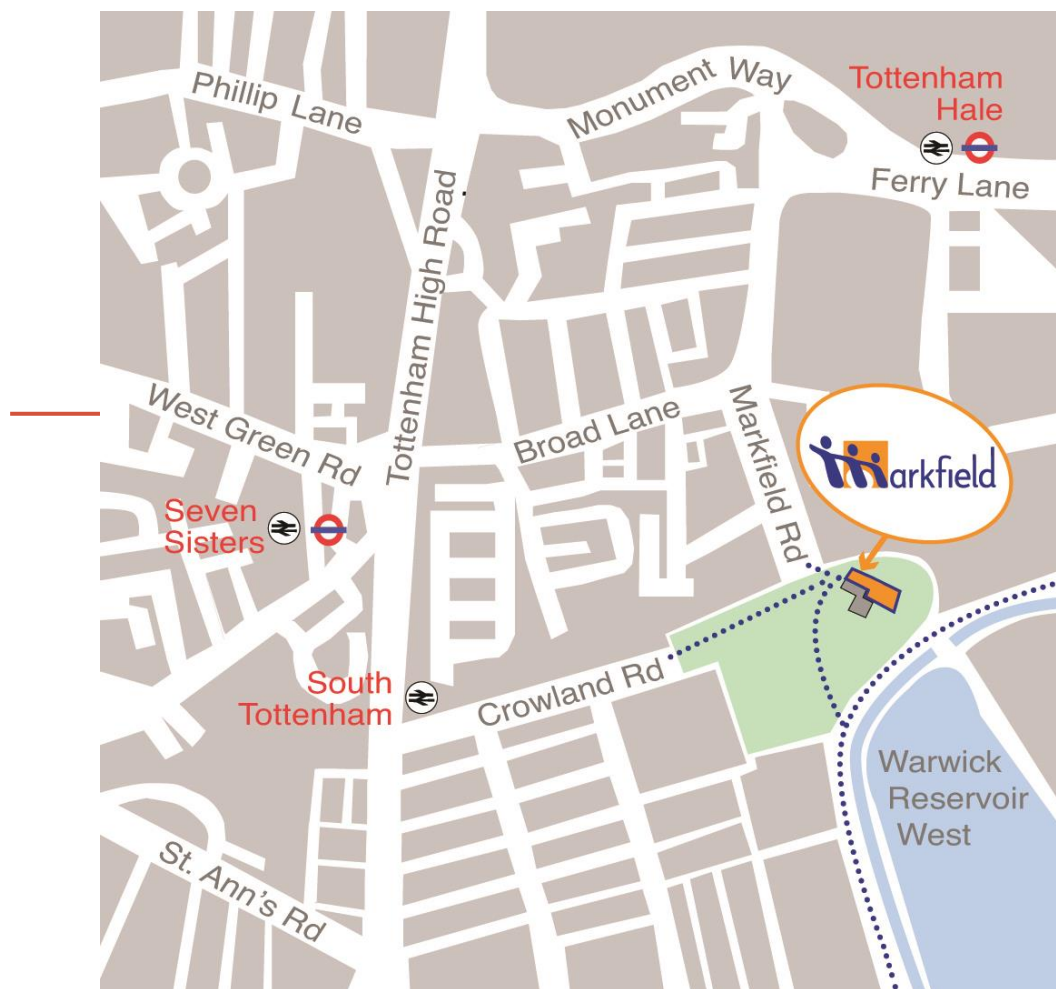 Phillip Lane
Monument Way
Tottenham
Hale
Ferry Lane
Tottenham High Road
West Green Rd
Broad Lane
Markfield Rd
markfield
Seven
Sisters
South
Tottenham
Crowland Rd
Warwick
Reservoir
West
St. Ann's Rd